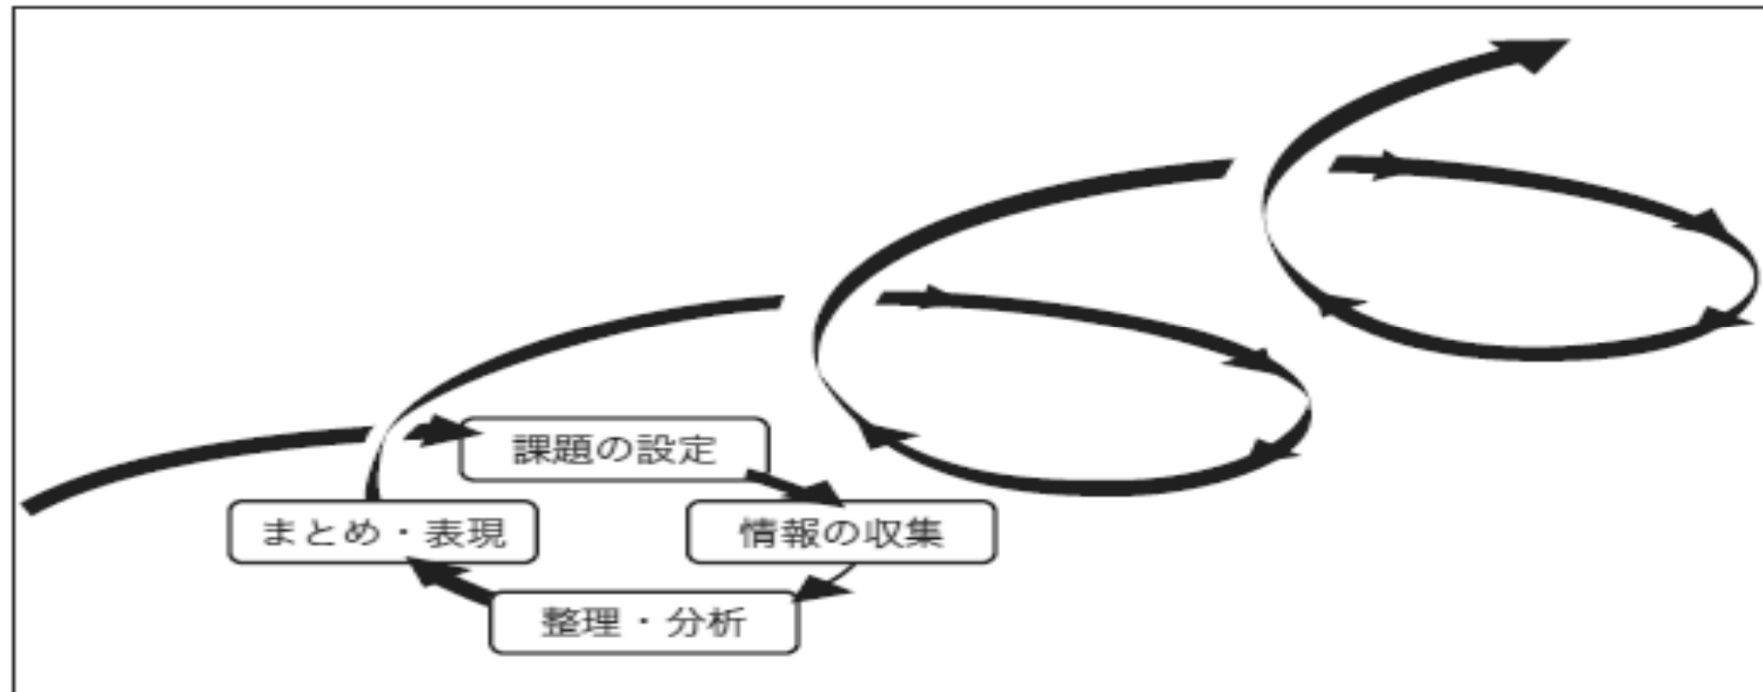 課題の設定
まとめ・表現
情報の収集
整理・分析